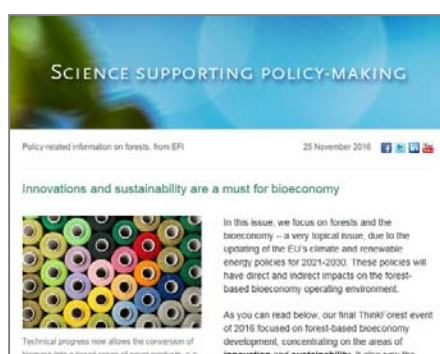 SCIENCE SUPPORTING POLICY-MAKING
Policy-related information on forests, from EFI
25 November 2016
Innovations and sustainability are a must for bioeconomy
In this issue, we focus on forests and the
bioeconomy – a very topical issue, due to the
updating of the EU's climate and renewable
energy policies for 2021-2030. These policies will
have direct and indirect impacts on the forest-
based bioeconomy operating environment.
As you can read below, our final ThinkForest event
of 2016 focused on forest-based bioeconomy
development, concentrating on the areas of
innovation and sustainability.
Technical progress now allows the conversion of